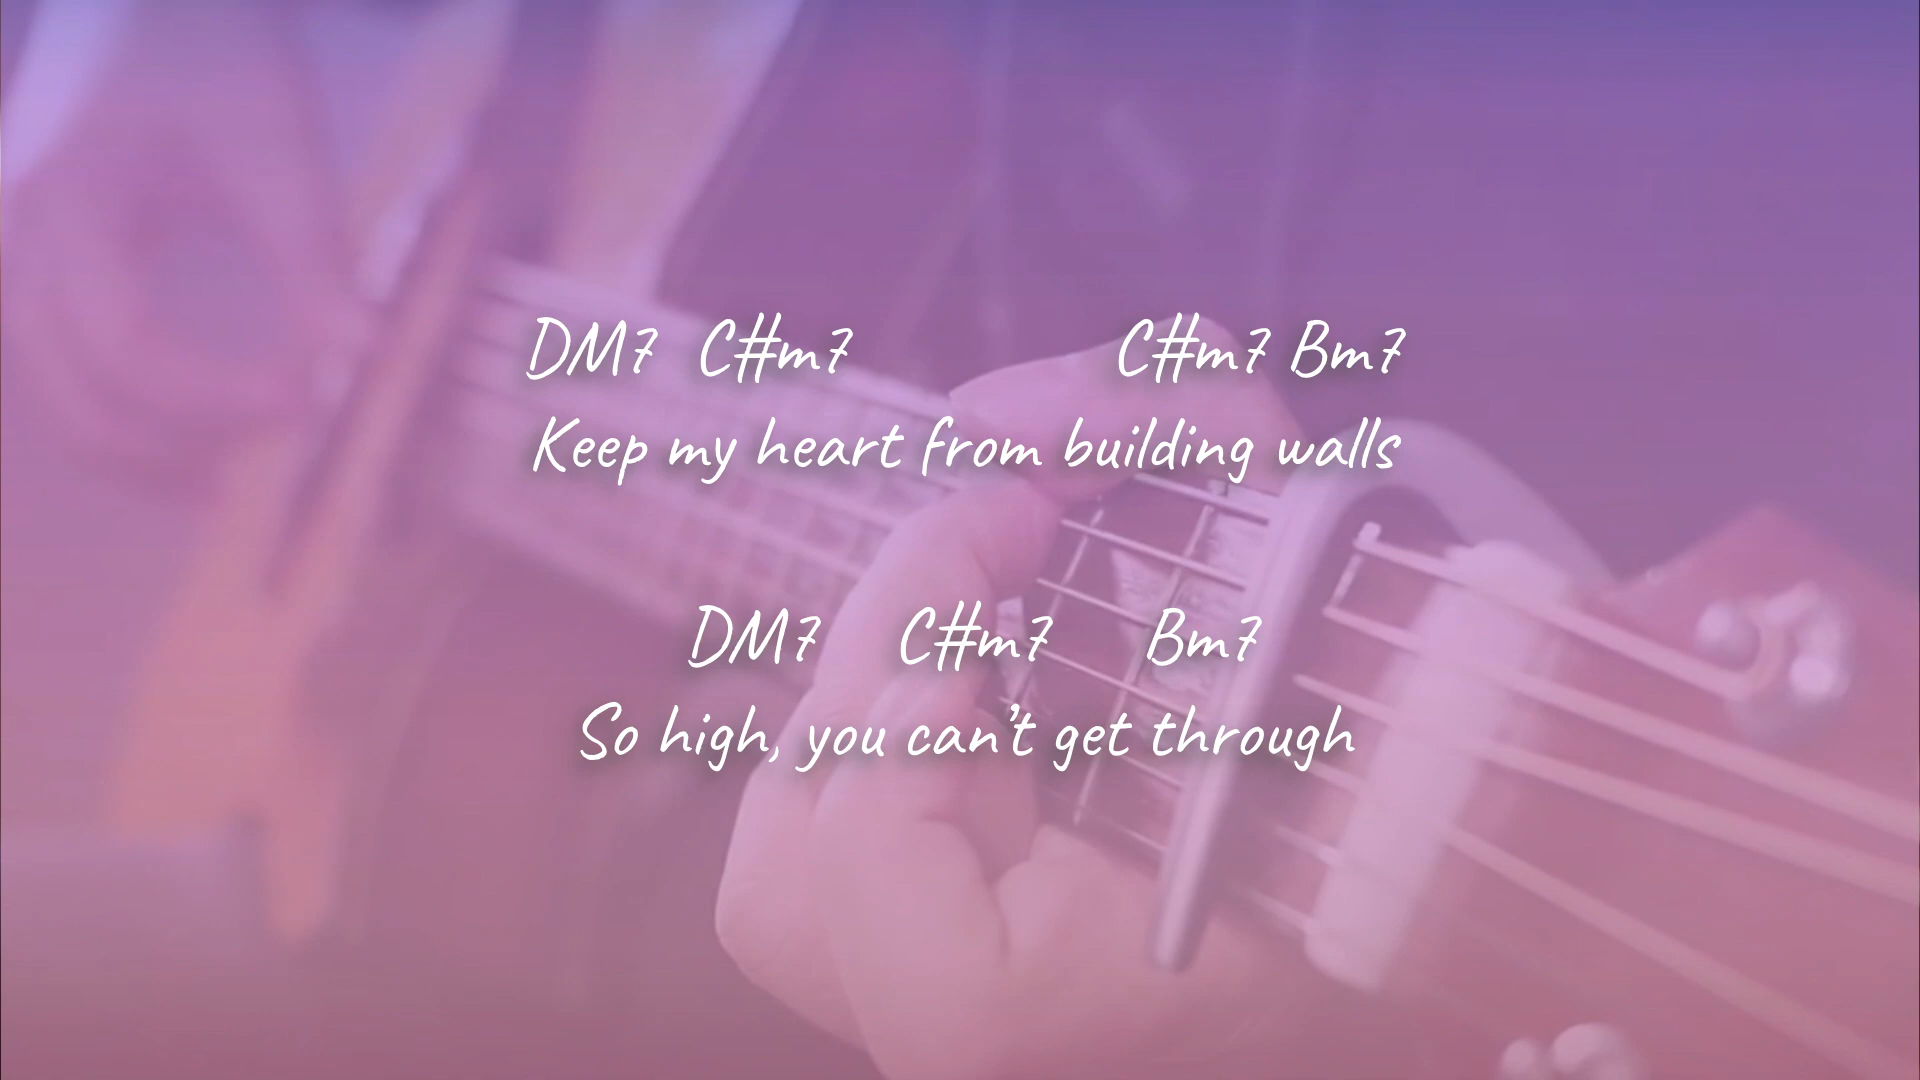 DM7 C#m7 C#m7 Bm7
Keep my heart from building walls
DM7 C#m7 Bm7
So high, you can't get through